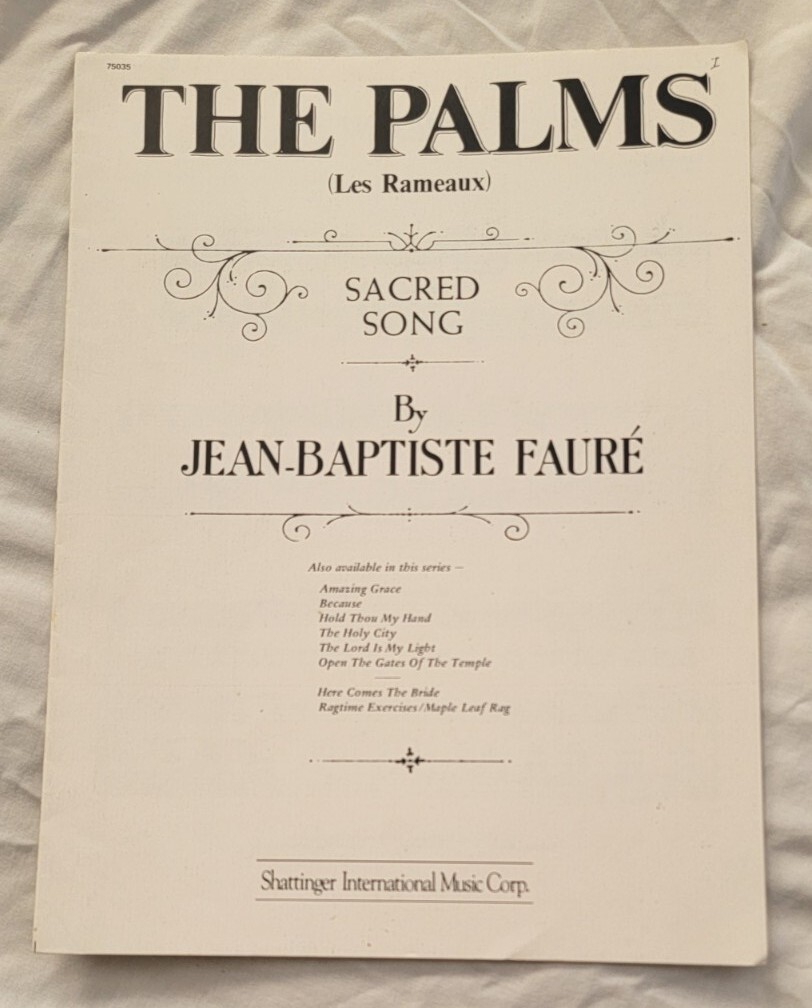 75035
I
THE PALMS
(Les Rameaux)
SACRED
SONG
By
JEAN-BAPTISTE FAURÉ
Also available in this series —
Amazing Grace
Because
Hold Thou My Hand
The Holy City
The Lord Is My Light
Open The Gates Of The Temple
Here Comes The Bride
Ragtime Exercises/Maple Leaf Rag
Shattinger International Music Corp.